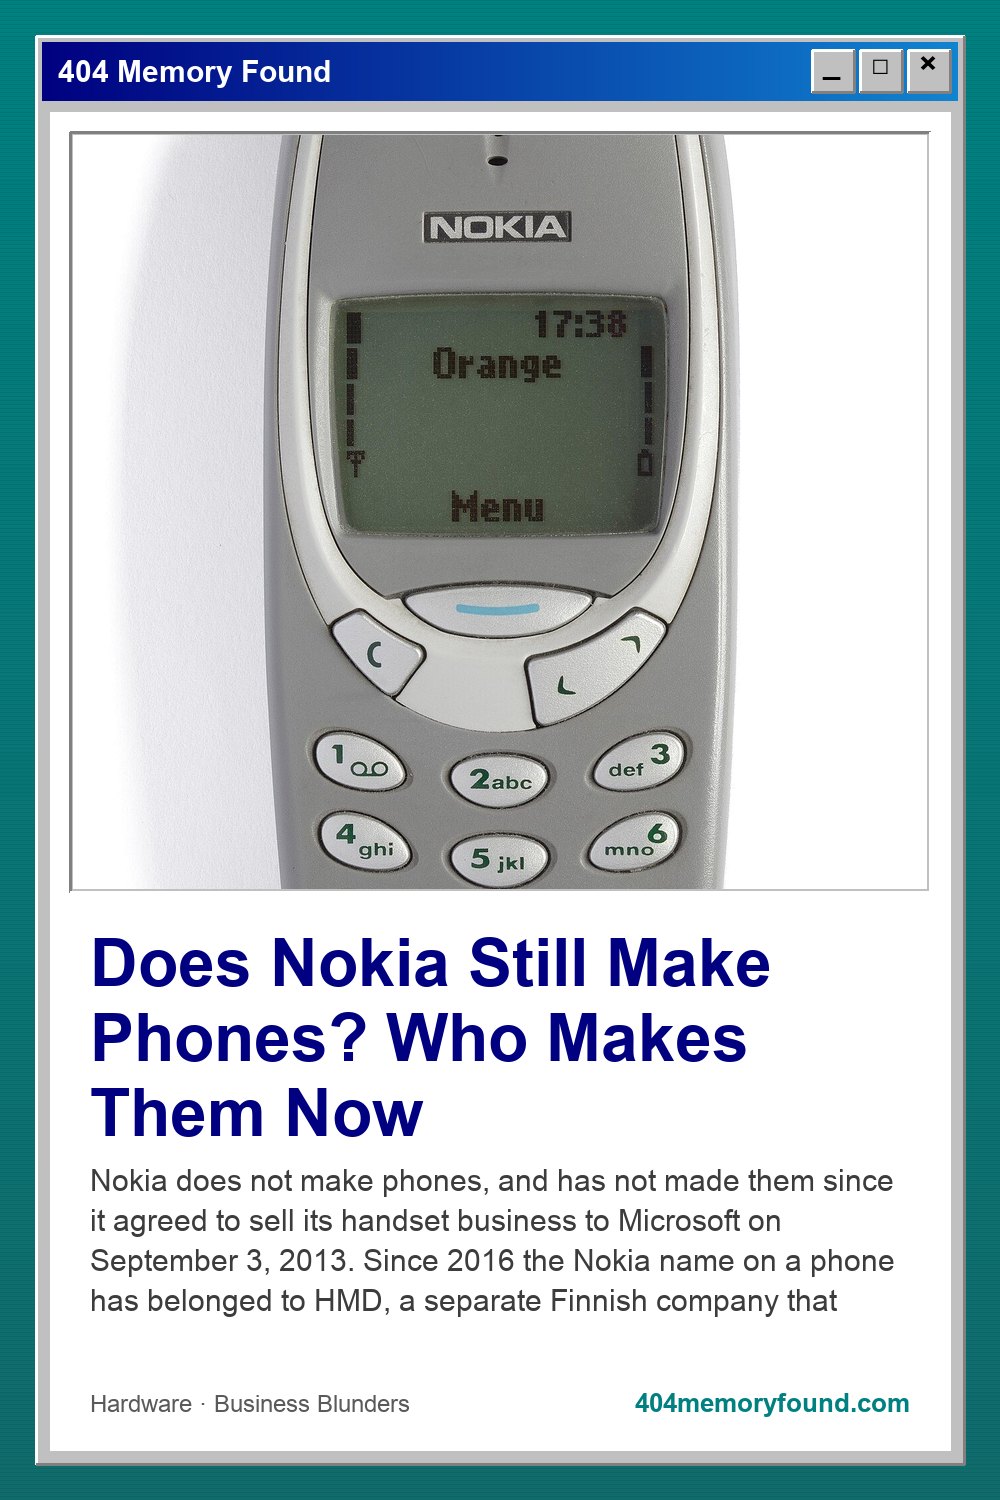 404 Memory Found
NOKIA
17:38
Orange
Menu
C
1
2abc
def 3
4 ghi
5 jkl
mno 6
Does Nokia Still Make
Phones? Who Makes
Them Now
Nokia does not make phones, and has not made them since
it agreed to sell its handset business to Microsoft on
September 3, 2013. Since 2016 the Nokia name on a phone
has belonged to HMD, a separate Finnish company that
Hardware · Business Blunders
404memoryfound.com